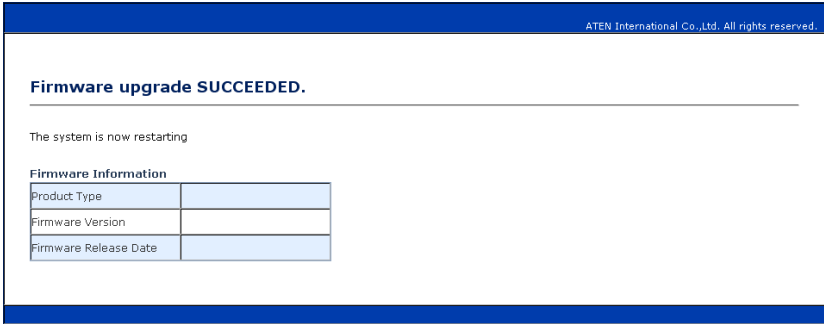 ATEN International Co.,Ltd. All rights reserved.
Firmware upgrade SUCCEEDED.
The system is now restarting
Firmware Information
Product Type
Firmware Version
Firmware Release Date